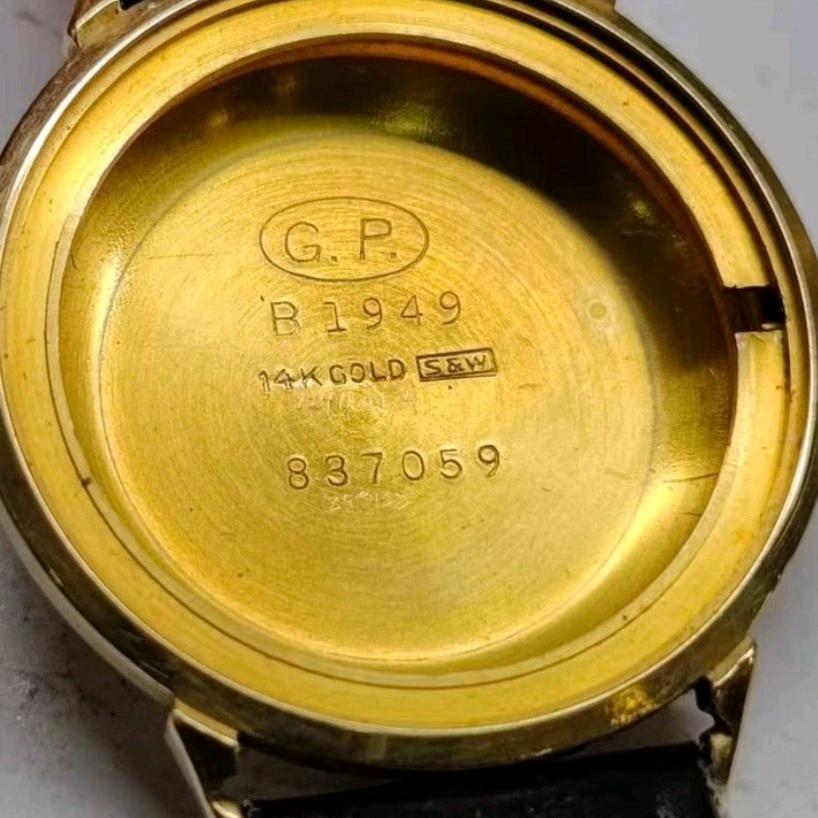 G. P.
B 1949
14K GOLD S&W
837059